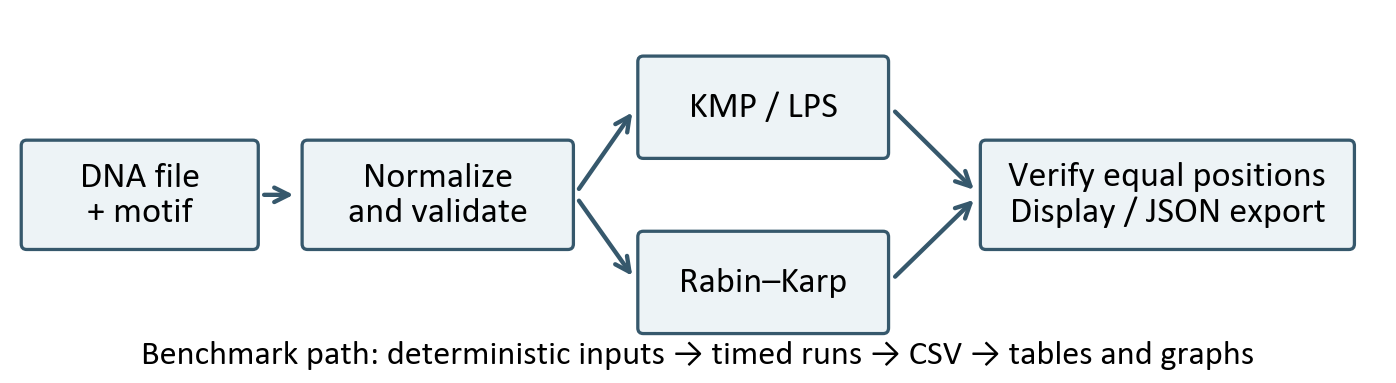 DNA file
+ motif
Normalize
and validate
KMP / LPS
Rabin–Karp
Verify equal positions
Display / JSON export
Benchmark path: deterministic inputs → timed runs → CSV → tables and graphs